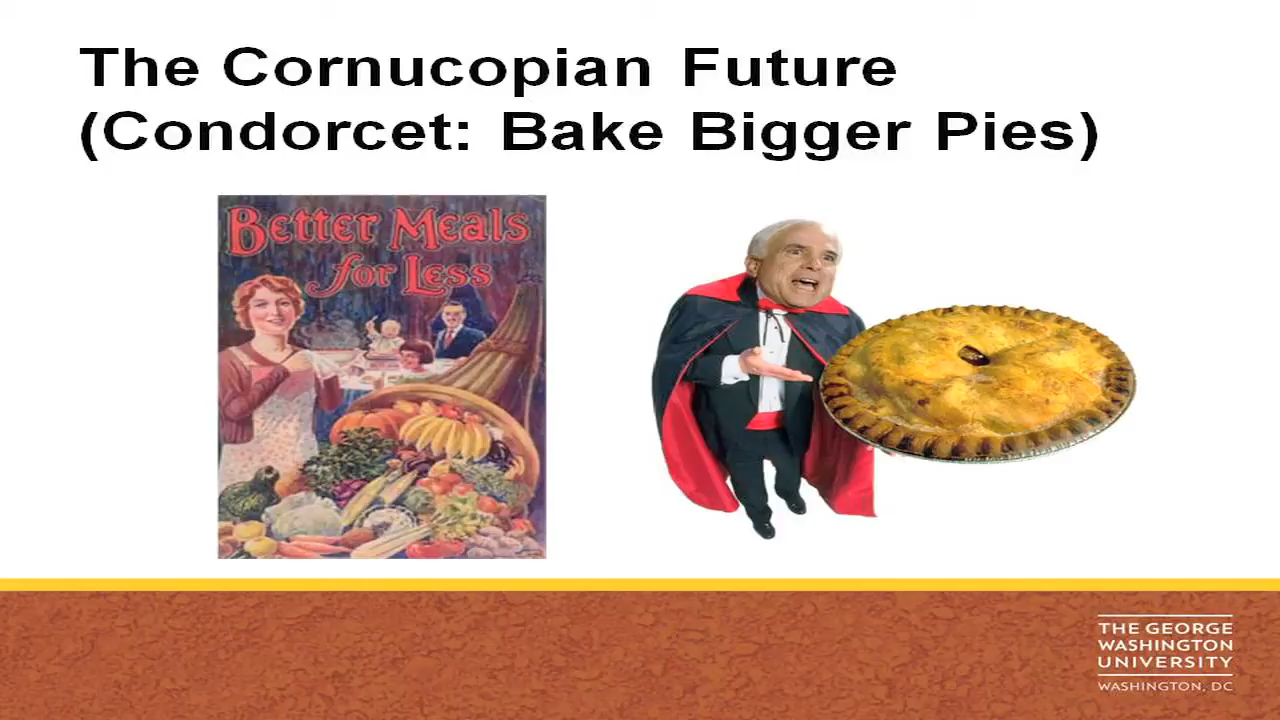 The Cornucopian Future
(Condorcet: Bake Bigger Pies)
Better Meals
for Less
THE GEORGE
WASHINGTON
UNIVERSITY
WASHINGTON, DC